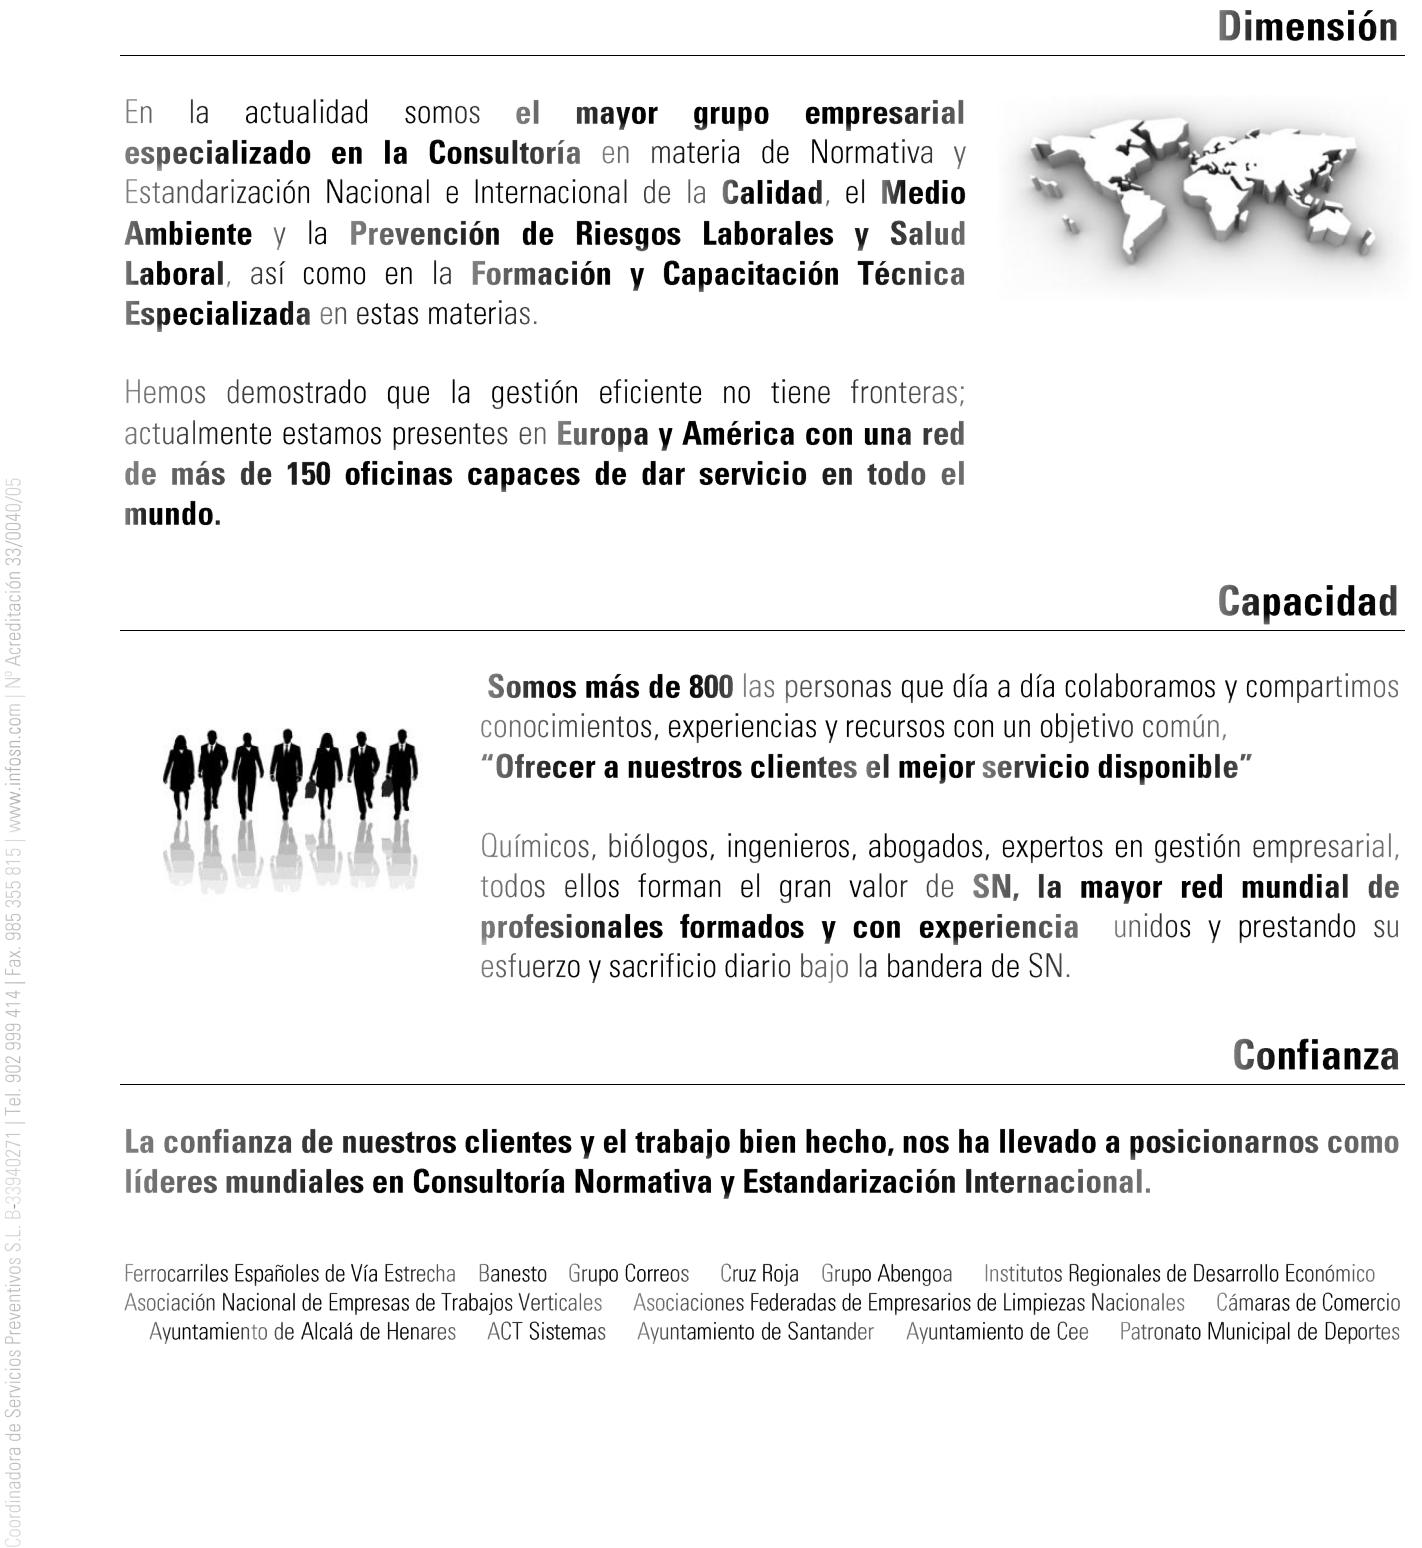 Dimensión
En la actualidad somos el mayor grupo empresarial
especializado en la Consultoría en materia de Normativa y
Estandarización Nacional e Internacional de la Calidad, el Medio
Ambiente y la Prevención de Riesgos Laborales y Salud
Laboral, así como en la Formación y Capacitación Técnica
Especializada en estas materias.
Hemos demostrado que la gestión eficiente no tiene fronteras;
actualmente estamos presentes en Europa y América con una red
de más de 150 oficinas capaces de dar servicio en todo el
mundo.
Capacidad
Somos más de 800 las personas que día a día colaboramos y compartimos
conocimientos, experiencias y recursos con un objetivo común,
“Ofrecer a nuestros clientes el mejor servicio disponible”
Químicos, biólogos, ingenieros, abogados, expertos en gestión empresarial,
todos ellos forman el gran valor de SN, la mayor red mundial de
profesionales formados y con experiencia unidos y prestando su
esfuerzo y sacrificio diario bajo la bandera de SN.
Confianza
La confianza de nuestros clientes y el trabajo bien hecho, nos ha llevado a posicionarnos como
líderes mundiales en Consultoría Normativa y Estandarización Internacional.
Ferrocarriles Españoles de Vía Estrecha Banesto Grupo Correos Cruz Roja Grupo Abengoa Institutos Regionales de Desarrollo Económico
Asociación Nacional de Empresas de Trabajos Verticales Asociaciones Federadas de Empresarios de Limpiezas Nacionales Cámaras de Comercio
Ayuntamiento de Alcalá de Henares ACT Sistemas Ayuntamiento de Santander Ayuntamiento de Cee Patronato Municipal de Deportes
Coordinadora de Servicios Preventivos S.L. B-33940271 | Tel. 902 999 414 | Fax. 985 355 815 | www.infosn.com | Nº Acreditación 33/0040/05